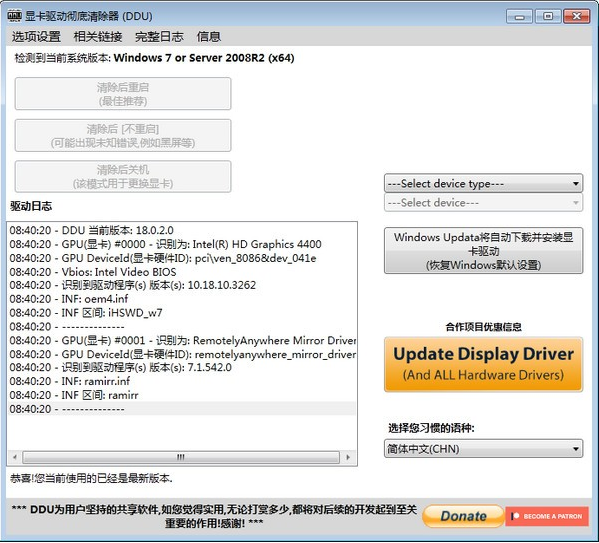 显卡驱动彻底清除器 (DDU)
选项设置 相关链接 完整日志 信息
检测到当前系统版本: Windows 7 or Server 2008R2 (x64)
清除后重启
(最佳推荐)
清除后 [不重启]
(可能出现未知错误,例如黑屏等)
清除后关机
(该模式用于更换显卡)
---Select device type---
---Select device---
Windows Updata将自动下载并安装显
卡驱动
(恢复Windows默认设置)
驱动日志
08:40:20 - DDU 当前版本: 18.0.2.0
08:40:20 - GPU(显卡) #0000 - 识别为: Intel(R) HD Graphics 4400
08:40:20 - GPU DeviceId(显卡硬件ID): pci\ven_8086&dev_041e
08:40:20 - Vbios: Intel Video BIOS
08:40:20 - 识别到驱动程序(s) 版本(s): 10.18.10.3262
08:40:20 - INF: oem4.inf
08:40:20 - INF 区间: iHSWD_w7
08:40:20 - --------------
08:40:20 - GPU(显卡) #0001 - 识别为: RemotelyAnywhere Mirror Driver
08:40:20 - GPU DeviceId(显卡硬件ID): remotelyanywhere_mirror_driver
08:40:20 - 识别到驱动程序(s) 版本(s): 7.1.542.0
08:40:20 - INF: ramirr.inf
08:40:20 - INF 区间: ramirr
08:40:20 - --------------
合作项目优惠信息
Update Display Driver
(And ALL Hardware Drivers)
选择您习惯的语种:
简体中文(CHN)
恭喜!您当前使用的已经是最新版本.
*** DDU为用户坚持的共享软件,如您觉得实用,无论打赏多少,都将对后续的开发起到至关
重要的作用!感谢! ***
Donate
BECOME A PATRON